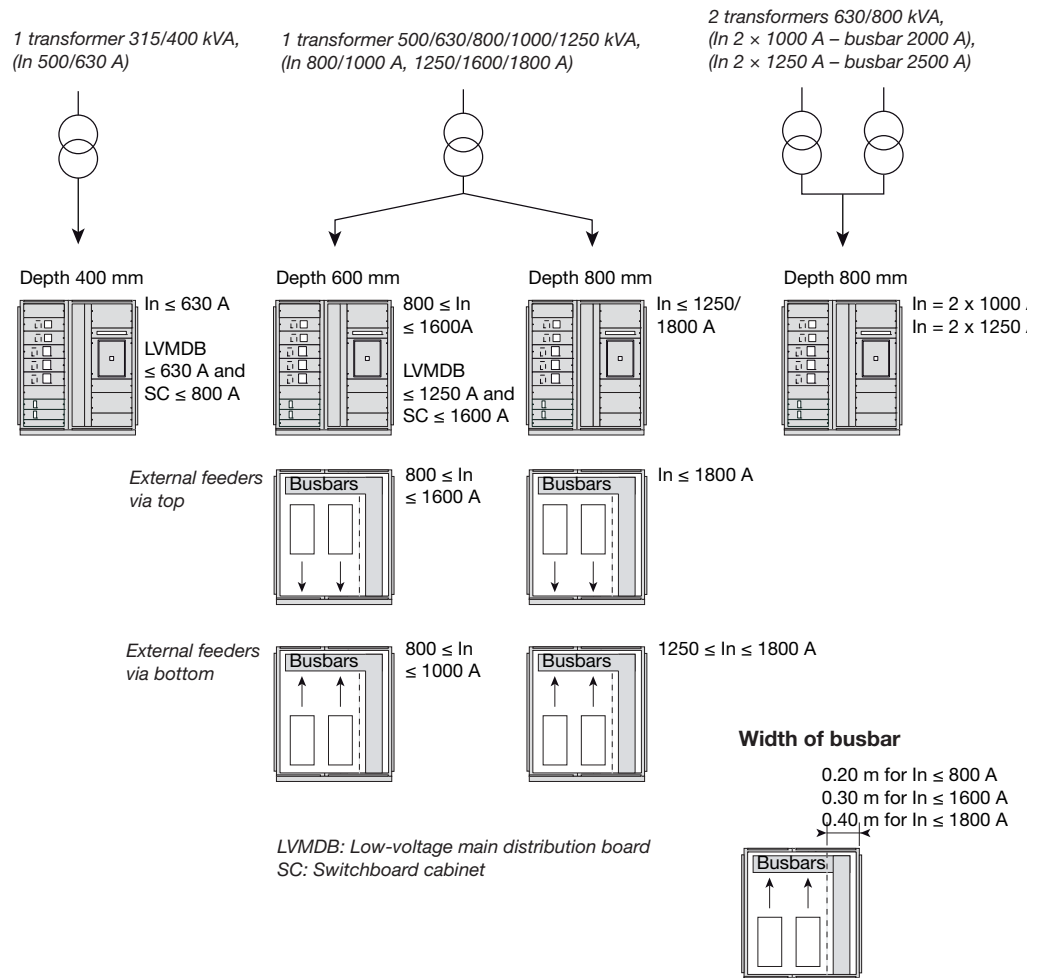 1 transformer 315/400 kVA,
(In 500/630 A)
1 transformer 500/630/800/1000/1250 kVA,
(In 800/1000 A, 1250/1600/1800 A)
2 transformers 630/800 kVA,
(In 2 × 1000 A – busbar 2000 A),
(In 2 × 1250 A – busbar 2500 A)
Depth 400 mm
In ≤ 630 A
LVMDB
≤ 630 A and
SC ≤ 800 A
Depth 600 mm
800 ≤ In
≤ 1600A
LVMDB
≤ 1250 A and
SC ≤ 1600 A
Depth 800 mm
In ≤ 1250/
1800 A
Depth 800 mm
In = 2 x 1000
In = 2 x 1250
External feeders
via top
Busbars
800 ≤ In
≤ 1600 A
Busbars
In ≤ 1800 A
External feeders
via bottom
Busbars
800 ≤ In
≤ 1000 A
Busbars
1250 ≤ In ≤ 1800 A
Width of busbar
0.20 m for In ≤ 800 A
0.30 m for In ≤ 1600 A
0.40 m for In ≤ 1800 A
Busbars
LVMDB: Low-voltage main distribution board
SC: Switchboard cabinet